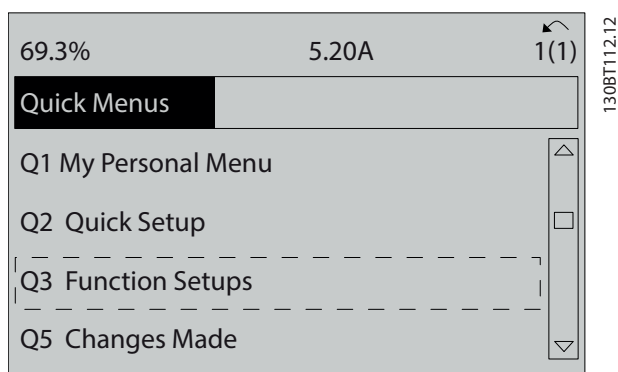 69.3% 5.20A 1(1)
Quick Menus
Q1 My Personal Menu
Q2 Quick Setup
Q3 Function Setups
Q5 Changes Made
130BT112.12